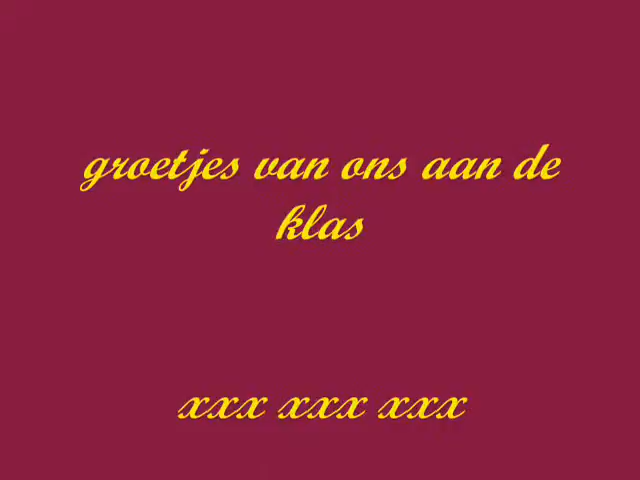 groetjes van ons aan de
klas
xxx xxx xxx